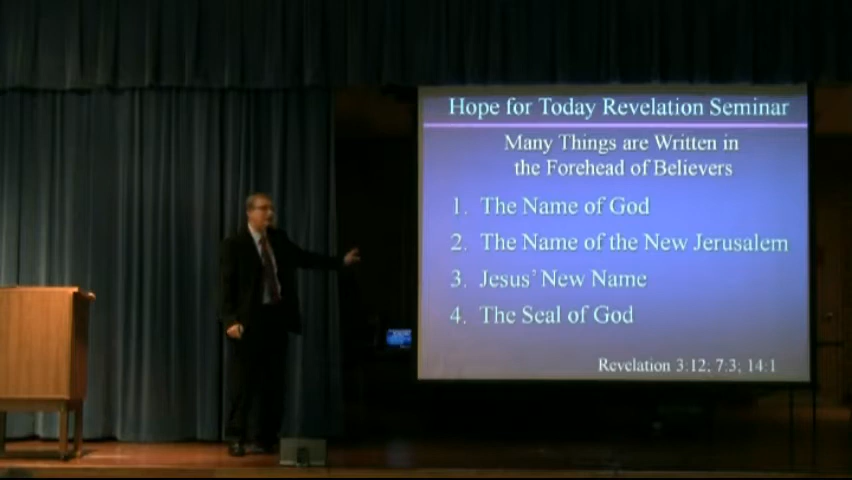 Hope for Today Revelation Seminar
Many Things are Written in
the Forehead of Believers
1. The Name of God
2. The Name of the New Jerusalem
3. Jesus' New Name
4. The Seal of God
Revelation 3:12; 7:3; 14:1